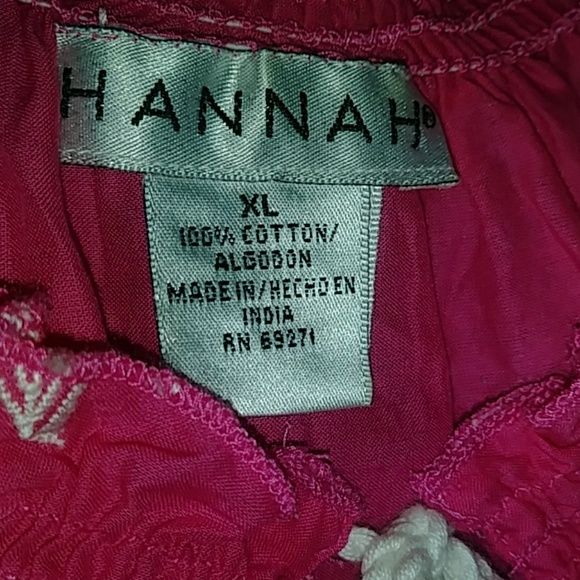 HANNAH®
XL
100% COTTON/
ALGODON
MADE IN/HECHO EN
INDIA
RN 69271